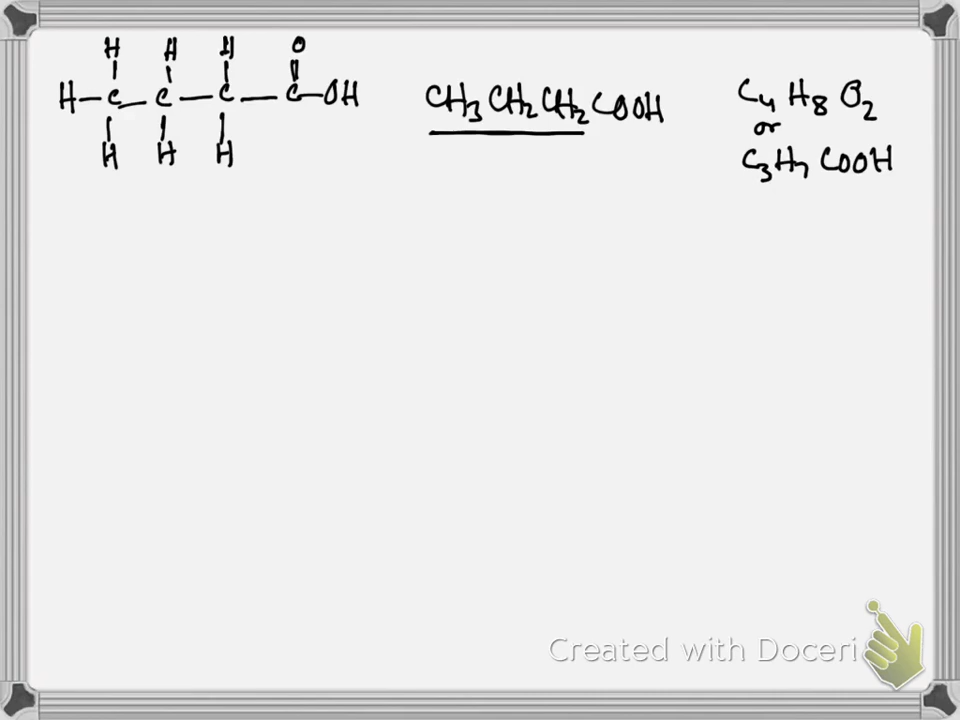 H H H O
H–C–C–C–C–OH
H H H
CH₃CH₂CH₂COOH
C₄H₈O₂
or
C₃H₇COOH
Created with Doceri